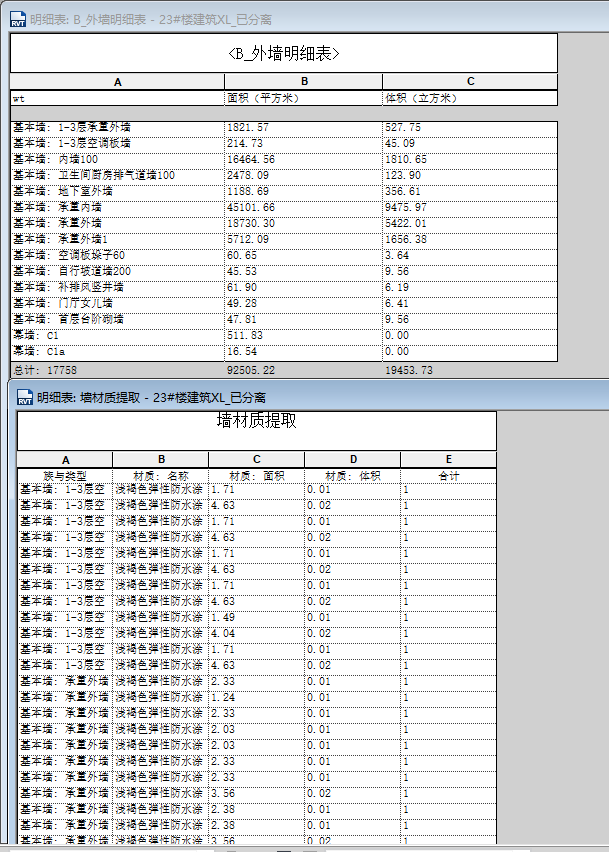 RVT 明细表: B_外墙明细表 - 23#楼建筑XL_已分离
<B_外墙明细表>
A B C
wt 面积（平方米） 体积（立方米）
基本墙: 1-3层承重外墙 1821.57 527.75
基本墙: 1-3层空调板墙 214.73 45.09
基本墙: 内墙100 16464.56 1810.65
基本墙: 卫生间厨房排气道墙100 2478.09 123.90
基本墙: 地下室外墙 1188.69 356.61
基本墙: 承重内墙 45101.66 9475.97
基本墙: 承重外墙 18730.30 5422.01
基本墙: 承重外墙1 5712.09 1656.38
基本墙: 空调板垛子60 60.65 3.64
基本墙: 自行坡道墙200 45.53 9.56
基本墙: 补排风竖井墙 61.90 6.19
基本墙: 门厅女儿墙 49.28 6.41
基本墙: 首层台阶砌墙 47.81 9.56
幕墙: C1 511.83 0.00
幕墙: C1a 16.54 0.00
总计: 17758 92505.22 19453.73
RVT 明细表: 墙材质提取 - 23#楼建筑XL_已分离
墙材质提取
A B C D E
族与类型 材质: 名称 材质: 面积 材质: 体积 合计
基本墙: 1-3层空 浅褐色弹性防水涂 1.71 0.01 1
基本墙: 1-3层空 浅褐色弹性防水涂 4.63 0.02 1
基本墙: 1-3层空 浅褐色弹性防水涂 1.71 0.01 1
基本墙: 1-3层空 浅褐色弹性防水涂 4.63 0.02 1
基本墙: 1-3层空 浅褐色弹性防水涂 1.71 0.01 1
基本墙: 1-3层空 浅褐色弹性防水涂 4.63 0.02 1
基本墙: 1-3层空 浅褐色弹性防水涂 1.71 0.01 1
基本墙: 1-3层空 浅褐色弹性防水涂 4.63 0.02 1
基本墙: 1-3层空 浅褐色弹性防水涂 1.49 0.01 1
基本墙: 1-3层空 浅褐色弹性防水涂 4.04 0.02 1
基本墙: 1-3层空 浅褐色弹性防水涂 1.71 0.01 1
基本墙: 1-3层空 浅褐色弹性防水涂 4.63 0.02 1
基本墙: 承重外墙 浅褐色弹性防水涂 2.33 0.01 1
基本墙: 承重外墙 浅褐色弹性防水涂 1.24 0.01 1
基本墙: 承重外墙 浅褐色弹性防水涂 2.33 0.01 1
基本墙: 承重外墙 浅褐色弹性防水涂 2.03 0.01 1
基本墙: 承重外墙 浅褐色弹性防水涂 2.03 0.01 1
基本墙: 承重外墙 浅褐色弹性防水涂 2.33 0.01 1
基本墙: 承重外墙 浅褐色弹性防水涂 2.33 0.01 1
基本墙: 承重外墙 浅褐色弹性防水涂 3.56 0.02 1
基本墙: 承重外墙 浅褐色弹性防水涂 2.38 0.01 1
基本墙: 承重外墙 浅褐色弹性防水涂 2.38 0.01 1
基本墙: 承重外墙 浅褐色弹性防水涂 3.56 0.02 1